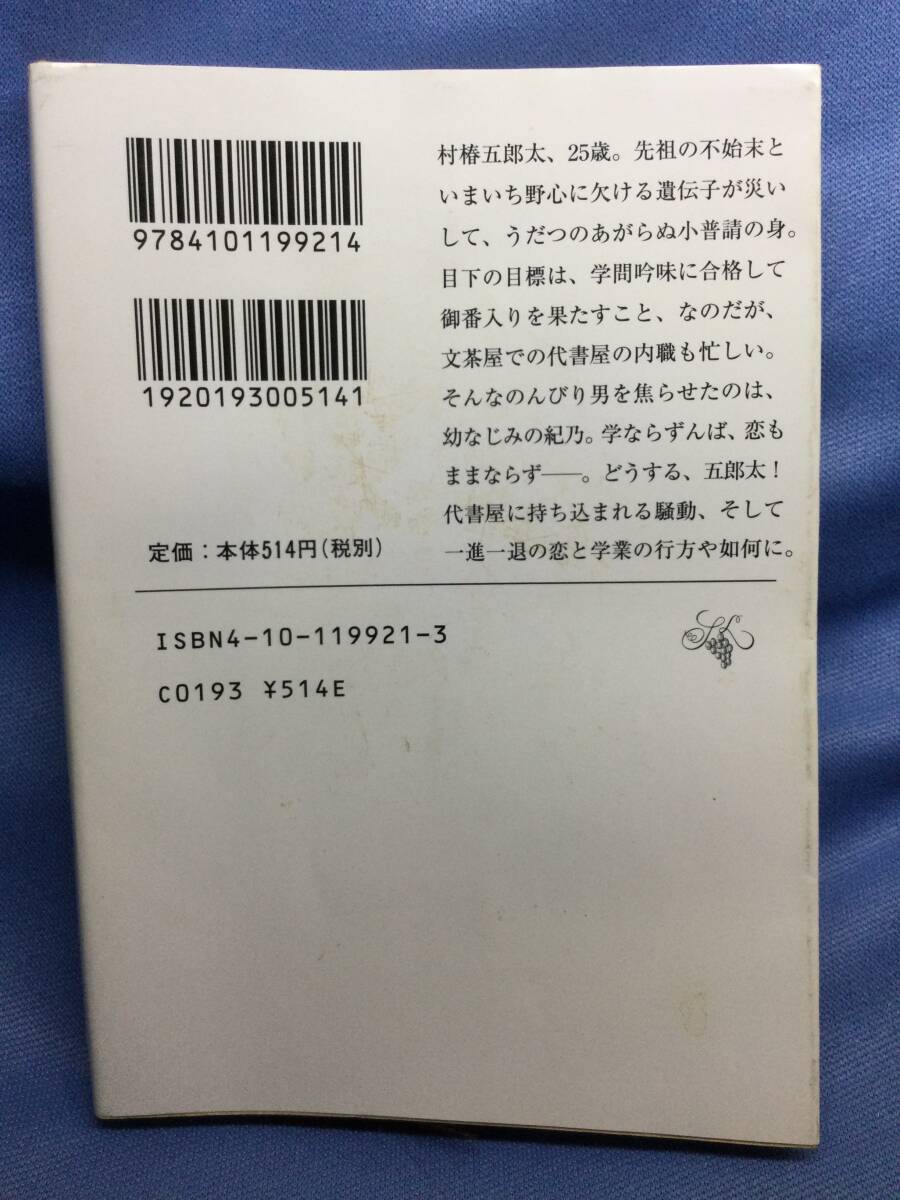 9784101199214
1920193005141
定価：本体514円（税別）
村椿五郎太、25歳。先祖の不始末と
いまいち野心に欠ける遺伝子が災い
して、うだつのあがらぬ小普請の身。
目下の目標は、学問吟味に合格して
御番入りを果たすこと、なのだが、
文茶屋での代書屋の内職も忙しい。
そんなのんびり男を焦らせたのは、
幼なじみの紀乃。学ならずんば、恋も
ままならず――。どうする、五郎太！
代書屋に持ち込まれる騒動、そして
一進一退の恋と学業の行方や如何に。
ISBN4-10-119921-3
C0193 ¥514E